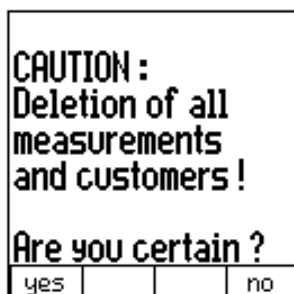 CAUTION :
Deletion of all
measurements
and customers !
Are you certain ?
yes no